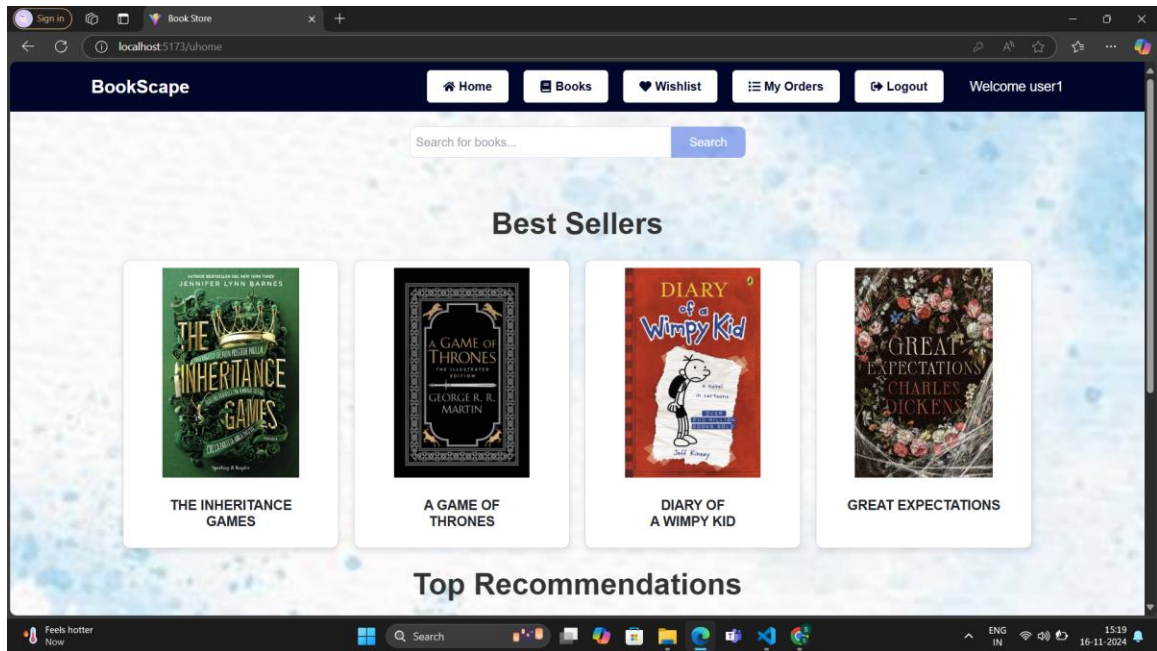 Sign in
Book Store
localhost:5173/uhome
BookScape
Home
Books
Wishlist
My Orders
Logout
Welcome user1
Search for books...
Search
Best Sellers
JENNIFER LYNN BARNES
THE
INHERITANCE
GAMES
A GAME OF
THRONES
THE ILLUSTRATED
EDITION
GEORGE R. R.
MARTIN
DIARY
of a
Wimpy Kid
a novel
in cartoons
Jeff Kinney
GREAT
EXPECTATIONS
CHARLES
DICKENS
THE INHERITANCE
GAMES
A GAME OF
THRONES
DIARY OF
A WIMPY KID
GREAT EXPECTATIONS
Top Recommendations
Feels hotter
Now
Search
ENG
IN
15:19
16-11-2024